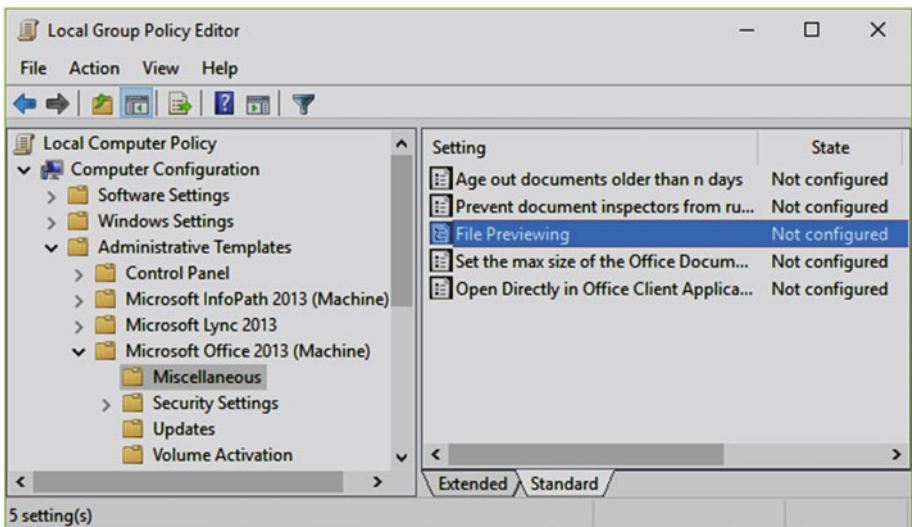 Local Group Policy Editor
File Action View Help
Local Computer Policy
Computer Configuration
Software Settings
Windows Settings
Administrative Templates
Control Panel
Microsoft InfoPath 2013 (Machine)
Microsoft Lync 2013
Microsoft Office 2013 (Machine)
Miscellaneous
Security Settings
Updates
Volume Activation
Setting State
Age out documents older than n days Not configured
Prevent document inspectors from ru... Not configured
File Previewing Not configured
Set the max size of the Office Docum... Not configured
Open Directly in Office Client Applica... Not configured
Extended Standard
5 setting(s)